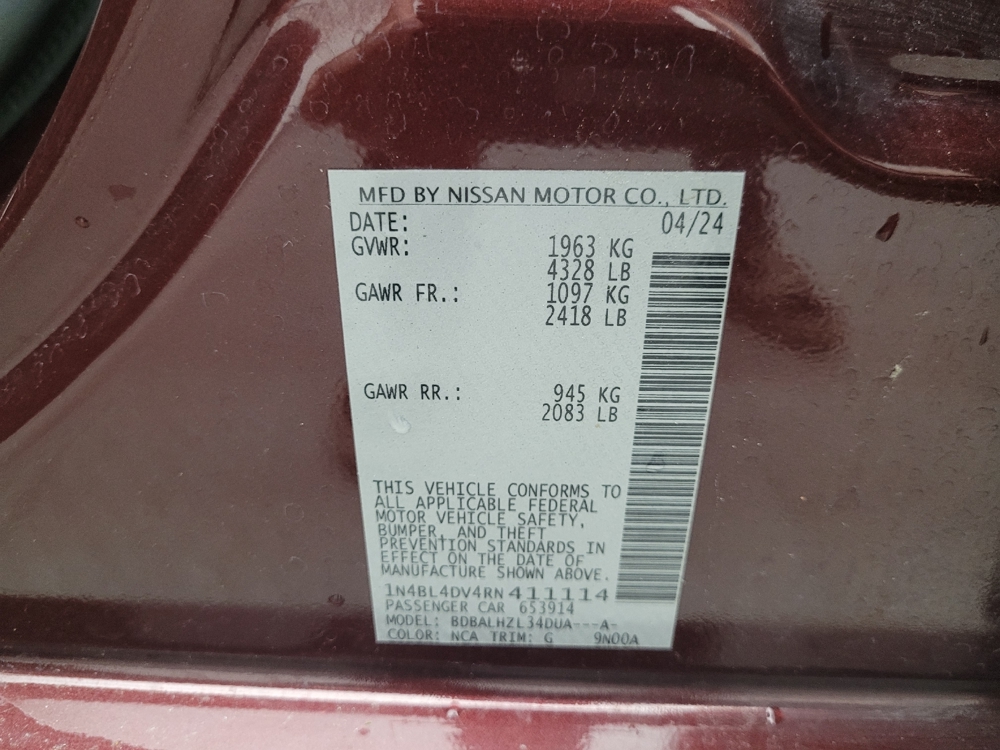 MFD BY NISSAN MOTOR CO., LTD.
DATE: 04/24
GVWR: 1963 KG
4328 LB
GAWR FR.: 1097 KG
2418 LB
GAWR RR.: 945 KG
2083 LB
THIS VEHICLE CONFORMS TO
ALL APPLICABLE FEDERAL
MOTOR VEHICLE SAFETY,
BUMPER, AND THEFT
PREVENTION STANDARDS IN
EFFECT ON THE DATE OF
MANUFACTURE SHOWN ABOVE.
1N4BL4DV4RN411114
PASSENGER CAR 653914
MODEL: BDBALHZL34DUA---A-
COLOR: NCA TRIM: G 9N00A